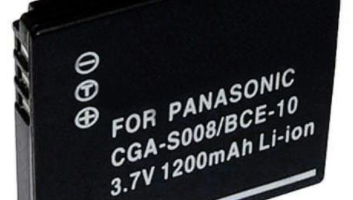 ⊖
Ⓣ
⊕
FOR PANASONIC
CGA-S008/BCE-10
3.7V 1200mAh Li-ion